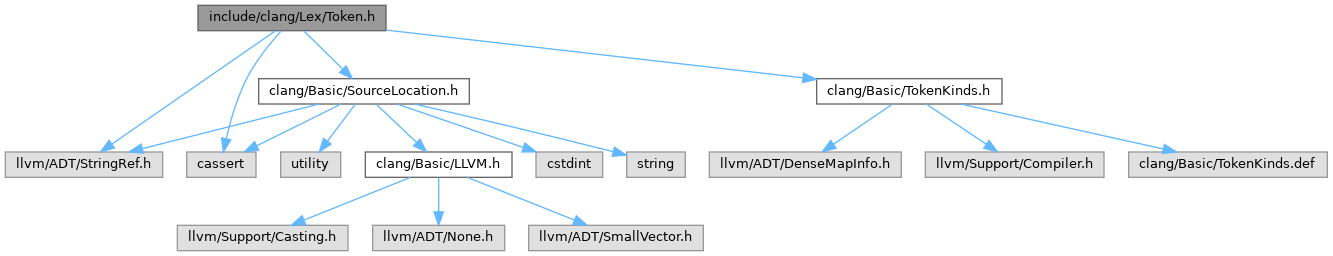 include/clang/Lex/Token.h
clang/Basic/SourceLocation.h
clang/Basic/TokenKinds.h
llvm/ADT/StringRef.h
cassert
utility
clang/Basic/LLVM.h
cstdint
string
llvm/ADT/DenseMapInfo.h
llvm/Support/Compiler.h
clang/Basic/TokenKinds.def
llvm/Support/Casting.h
llvm/ADT/None.h
llvm/ADT/SmallVector.h